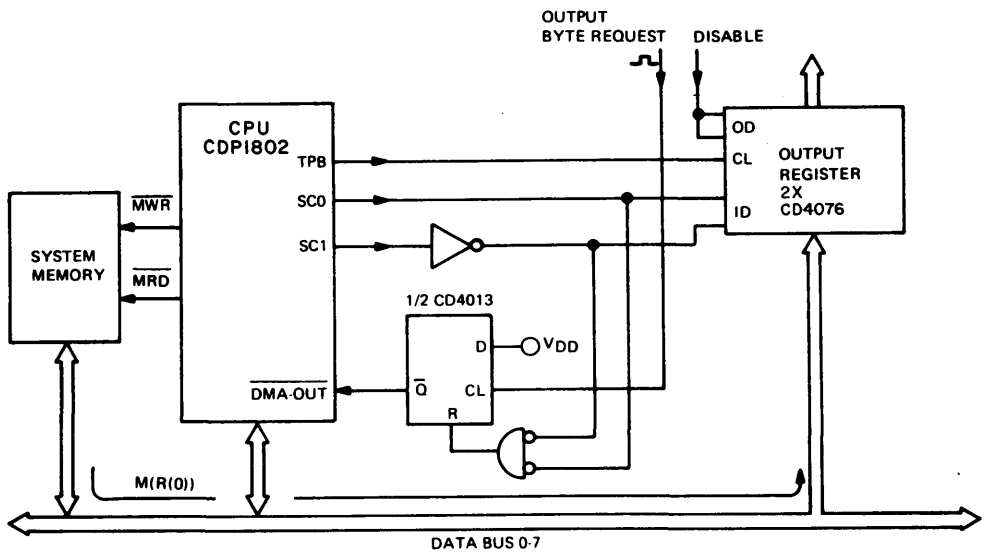 OUTPUT
BYTE REQUEST
DISABLE
CPU
CDP1802
TPB
SC0
SC1
DMA-OUT
MWR
MRD
SYSTEM
MEMORY
OD
CL
ID
OUTPUT
REGISTER
2X
CD4076
1/2 CD4013
D
VDD
Q
CL
R
M(R(0))
DATA BUS 0-7